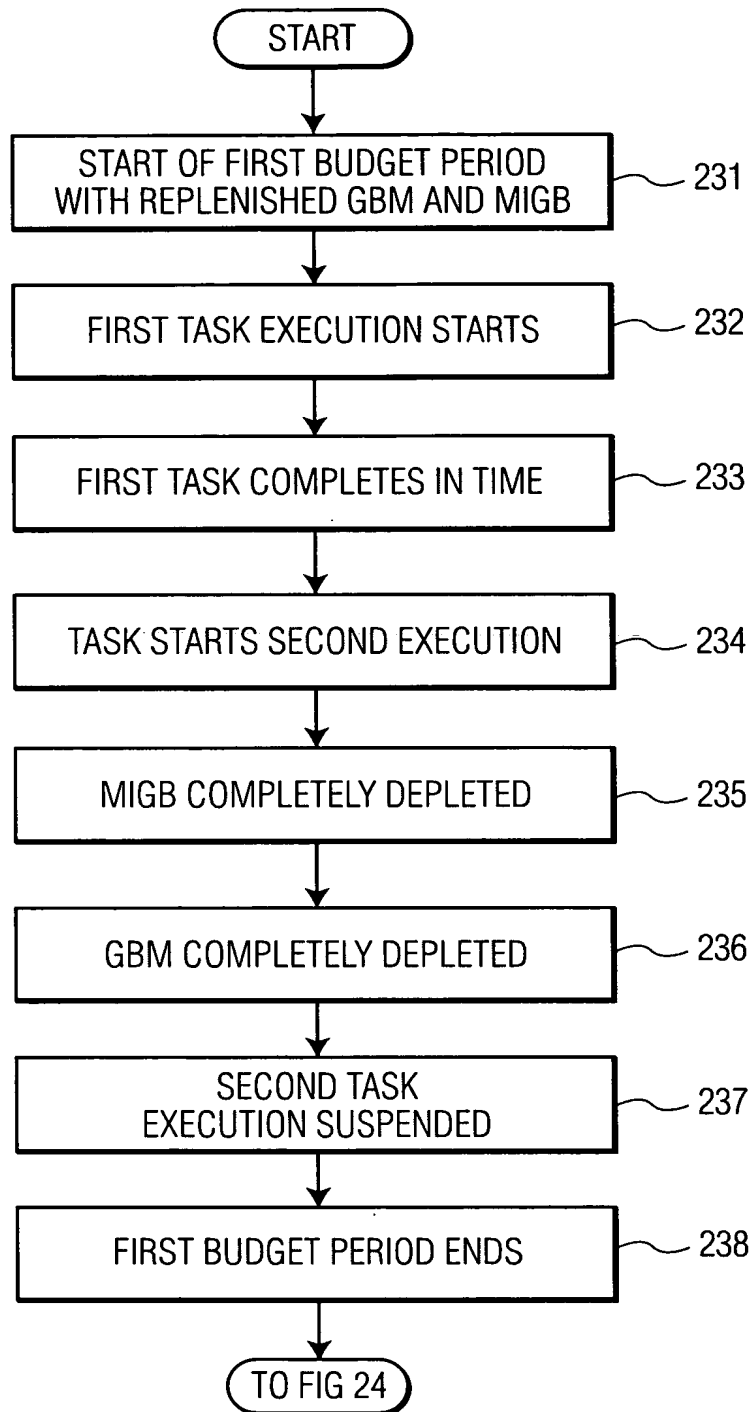 START
START OF FIRST BUDGET PERIOD
WITH REPLENISHED GBM AND MIGB
231
FIRST TASK EXECUTION STARTS
232
FIRST TASK COMPLETES IN TIME
233
TASK STARTS SECOND EXECUTION
234
MIGB COMPLETELY DEPLETED
235
GBM COMPLETELY DEPLETED
236
SECOND TASK
EXECUTION SUSPENDED
237
FIRST BUDGET PERIOD ENDS
238
TO FIG 24